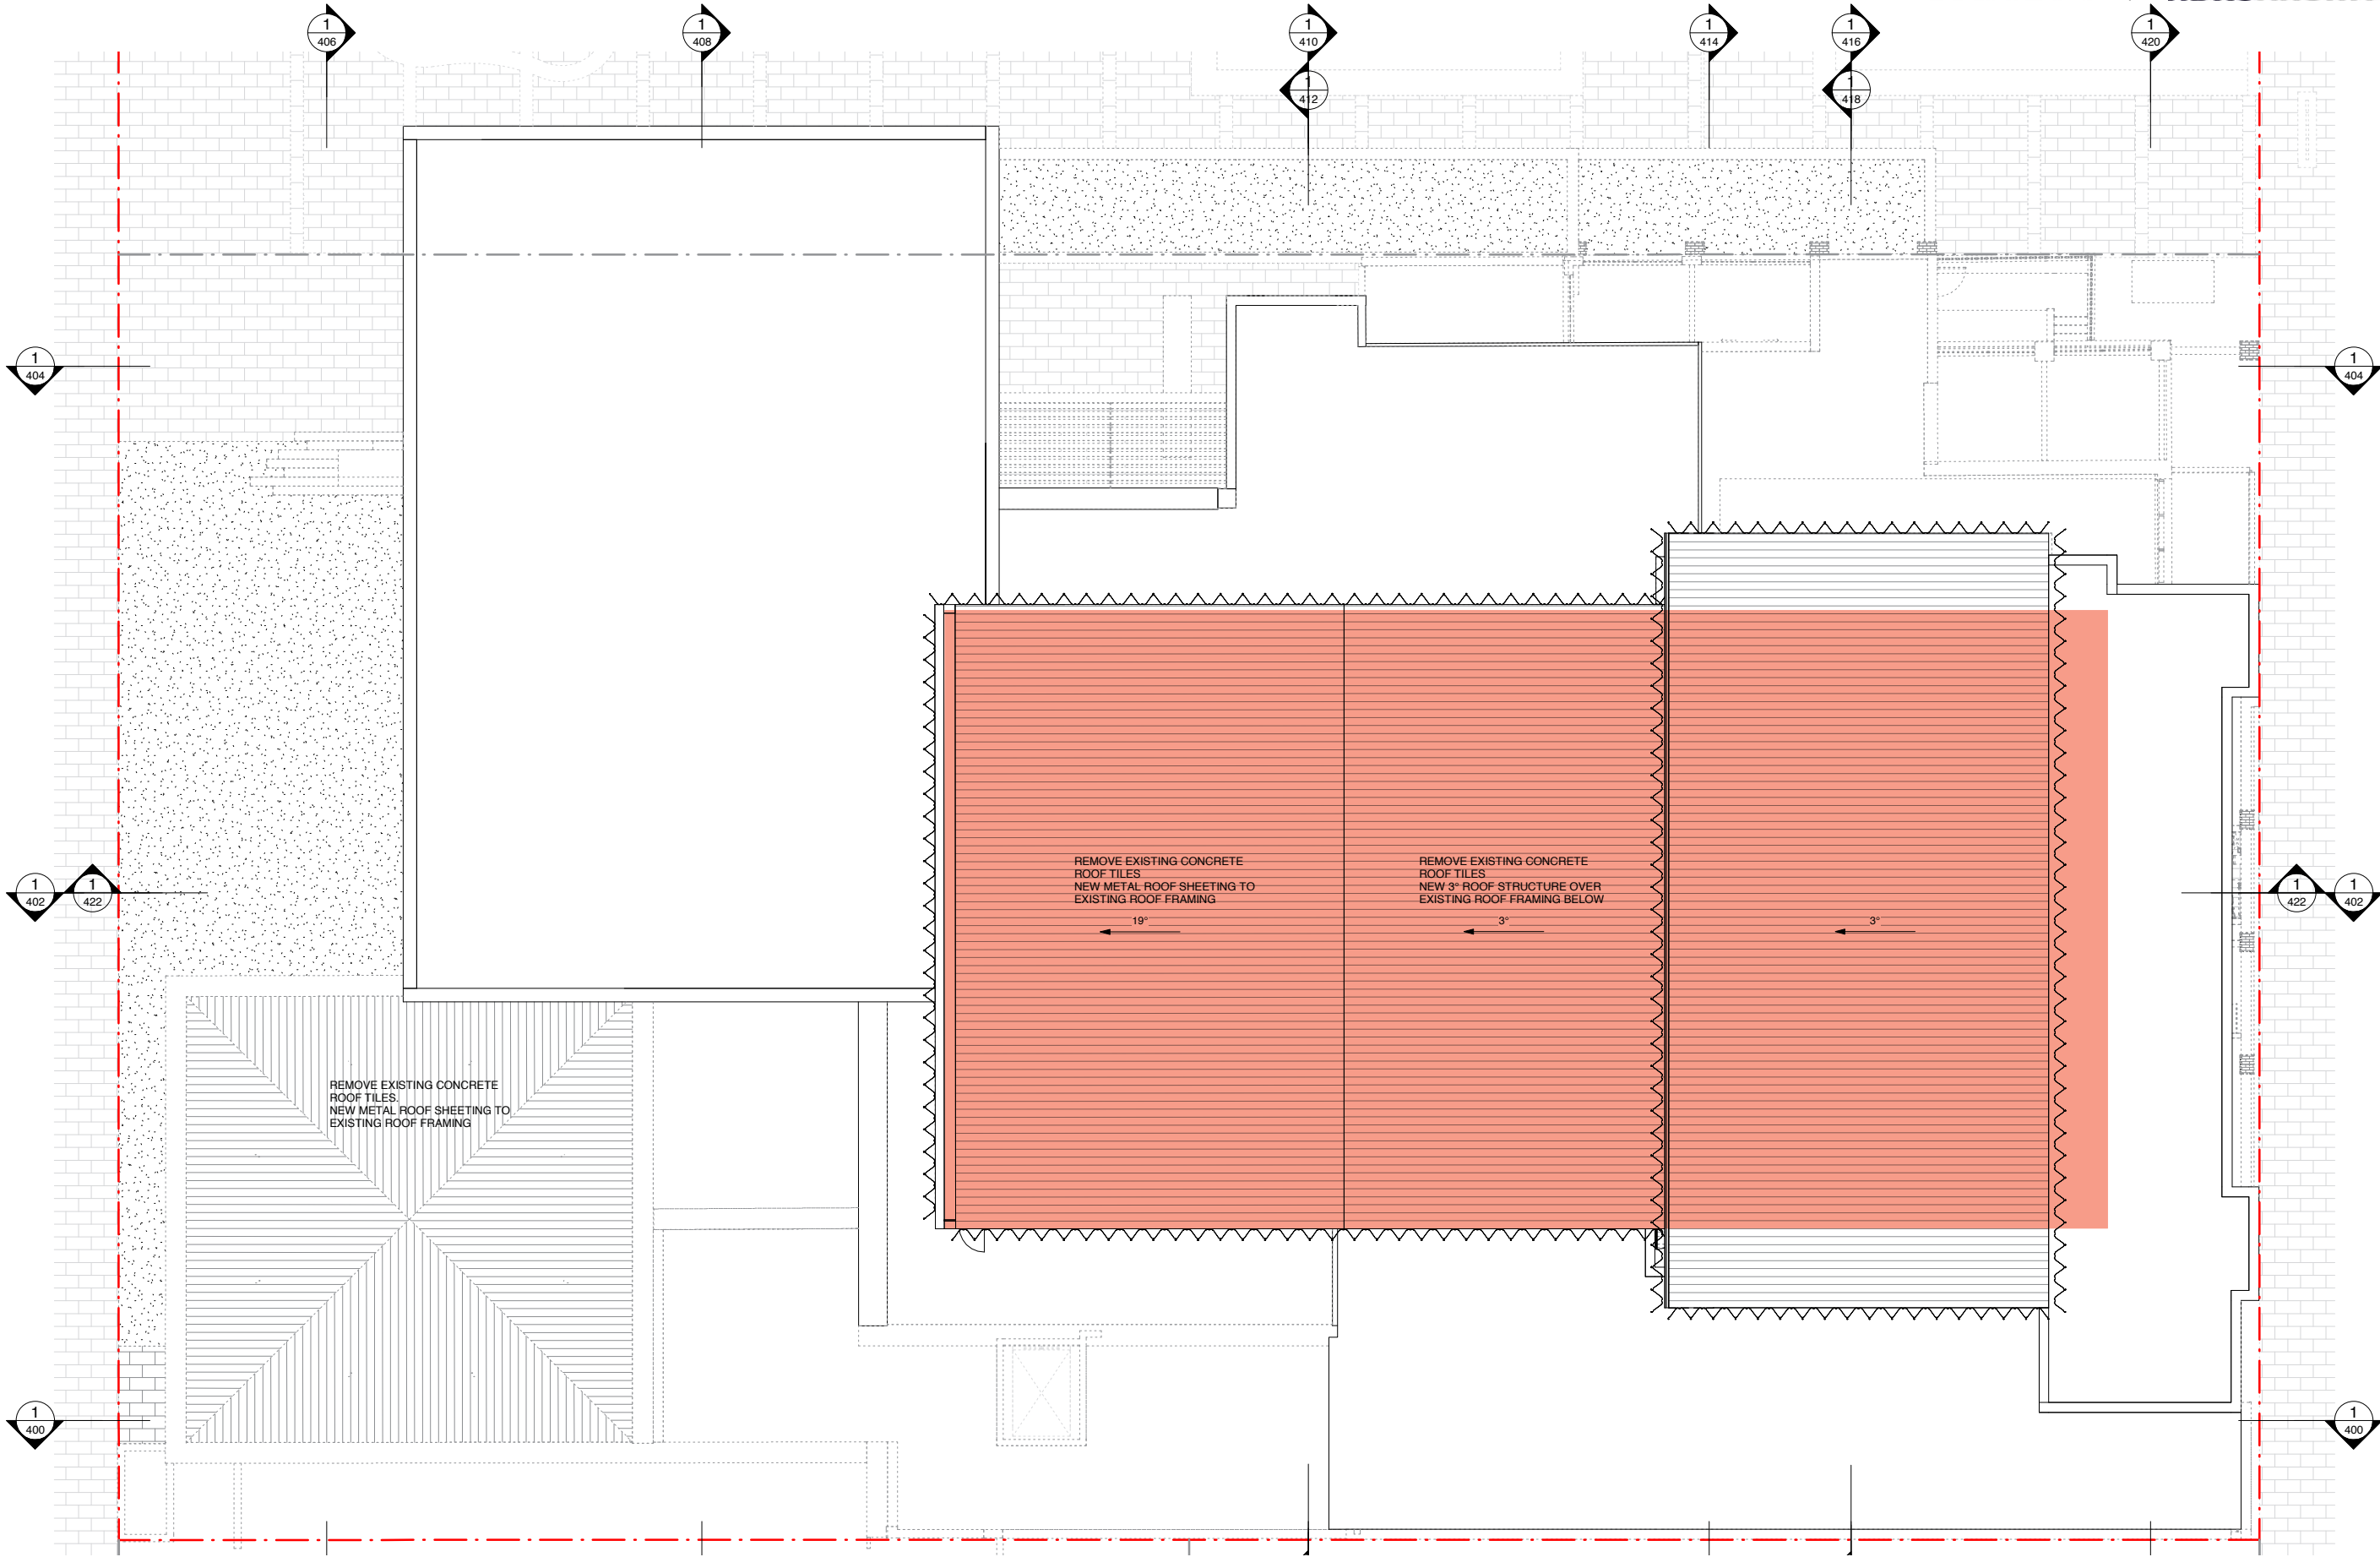 1
406
1
408
1
410
1
414
1
416
1
420
1
412
1
418
1
404
1
404
REMOVE EXISTING CONCRETE
ROOF TILES
NEW METAL ROOF SHEETING TO
EXISTING ROOF FRAMING
19°
REMOVE EXISTING CONCRETE
ROOF TILES
NEW 3° ROOF STRUCTURE OVER
EXISTING ROOF FRAMING BELOW
3°
3°
1
402
1
422
1
422
1
402
REMOVE EXISTING CONCRETE
ROOF TILES.
NEW METAL ROOF SHEETING TO
EXISTING ROOF FRAMING
1
400
1
400